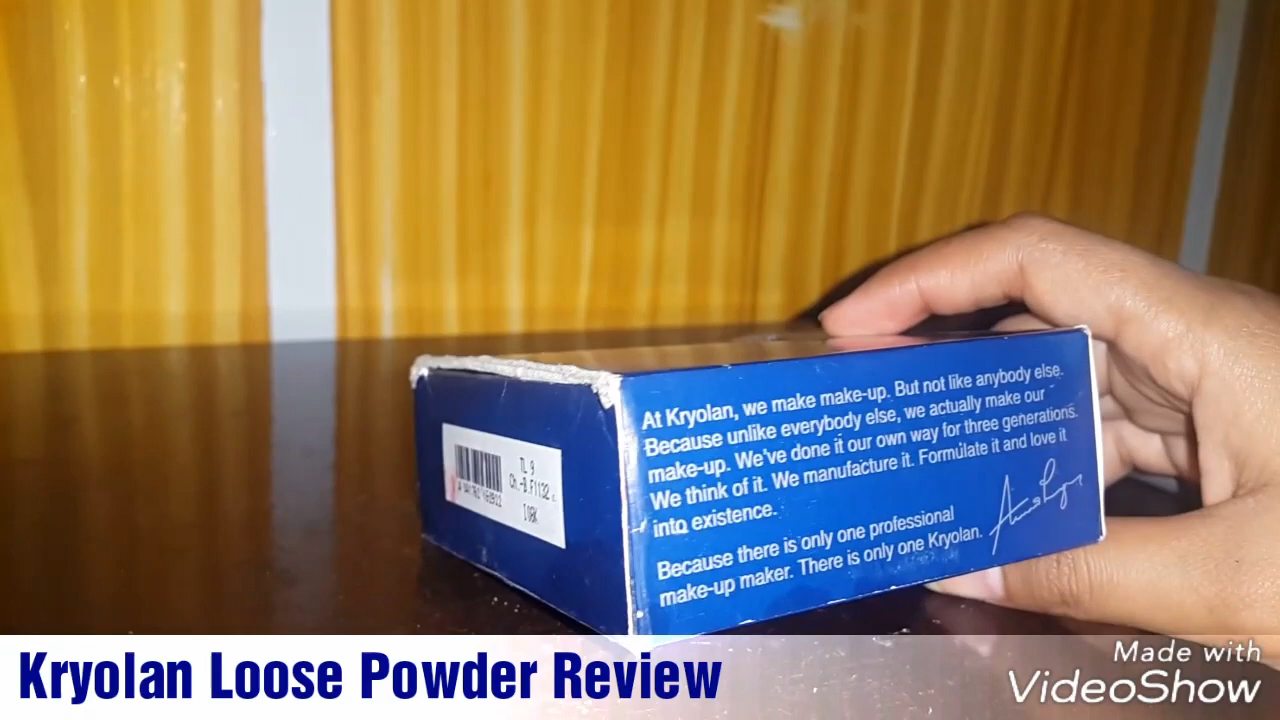 At Kryolan, we make make-up. But not like anybody else.
Because unlike everybody else, we actually make our
make-up. We've done it our own way for three generations.
We think of it. We manufacture it. Formulate it and love it
into existence.
Because there is only one professional
make-up maker. There is only one Kryolan.
TL 9
Kryolan Loose Powder Review
Made with
VideoShow